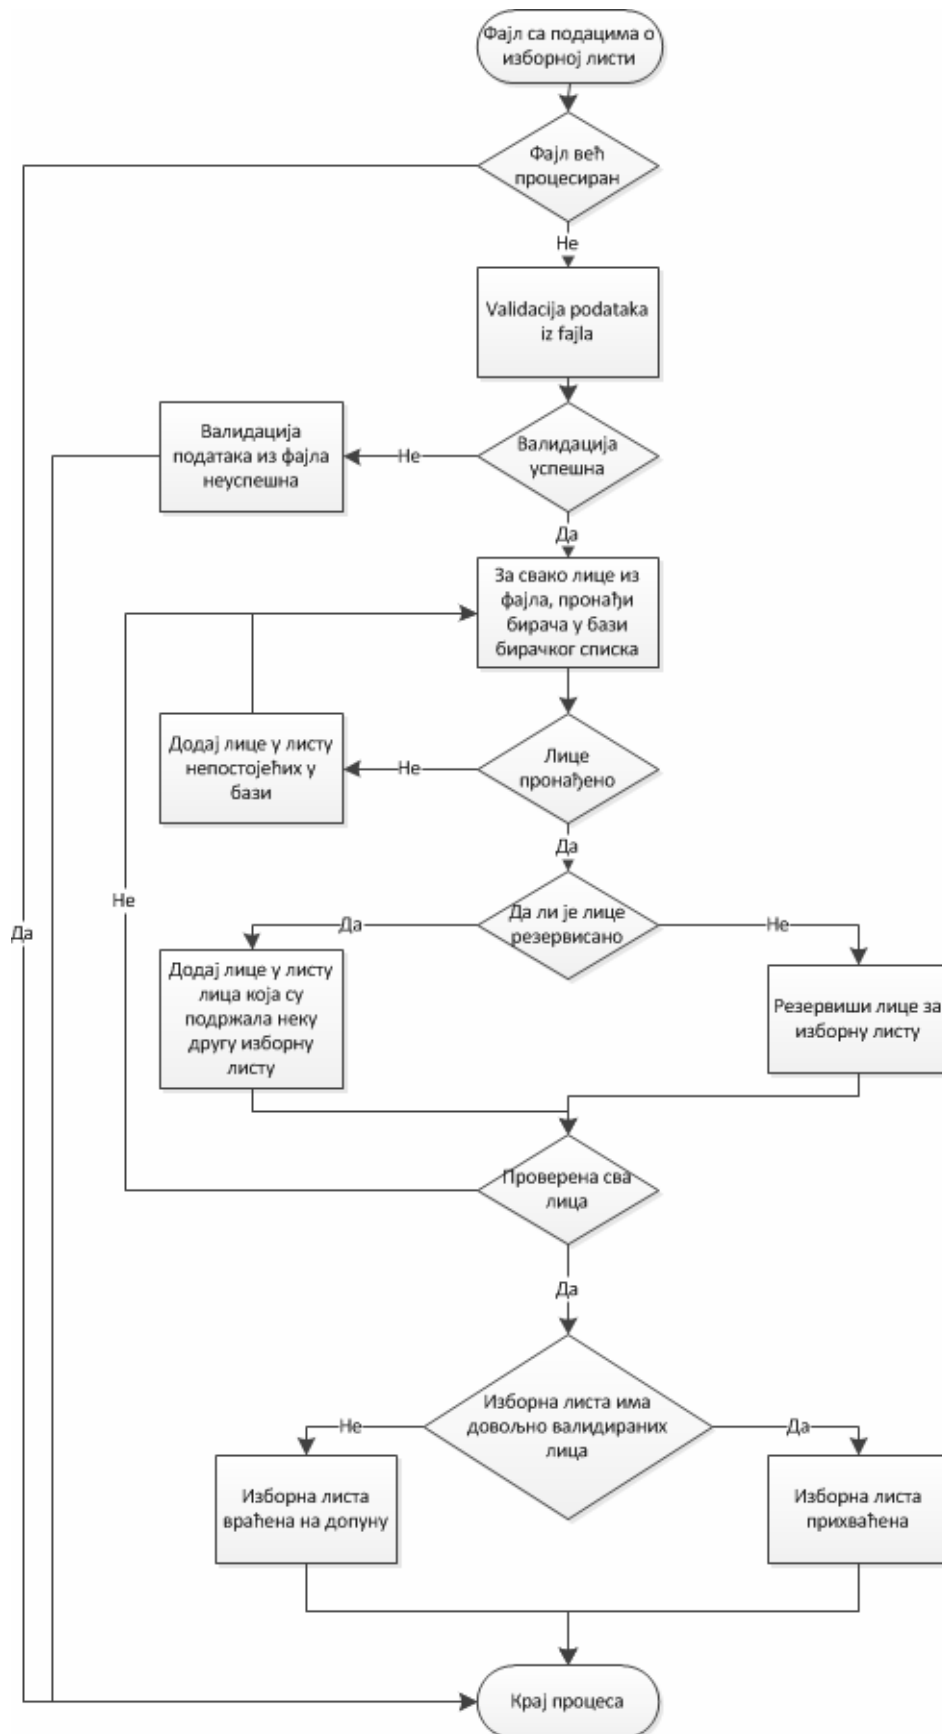 Фајл са подацима о
изборној листи
Фајл већ
процесиран
Не
Validacija podataka
iz fajla
Валидација
података из фајла
неуспешна
Не
Валидација
успешна
Да
За свако лице из
фајла, пронађи
бирача у бази
бирачког списка
Додај лице у листу
непостојећих у
бази
Не
Лице
пронађено
Да
Не
Да
Да ли је лице
резервисано
Да
Не
Додај лице у листу
лица која су
подржала неку
другу изборну
листу
Резервиши лице за
изборну листу
Проверена сва
лица
Да
Изборна листа има
довољно валидираних
лица
Не
Да
Изборна листа
враћена на допуну
Изборна листа
прихваћена
Крај процеса